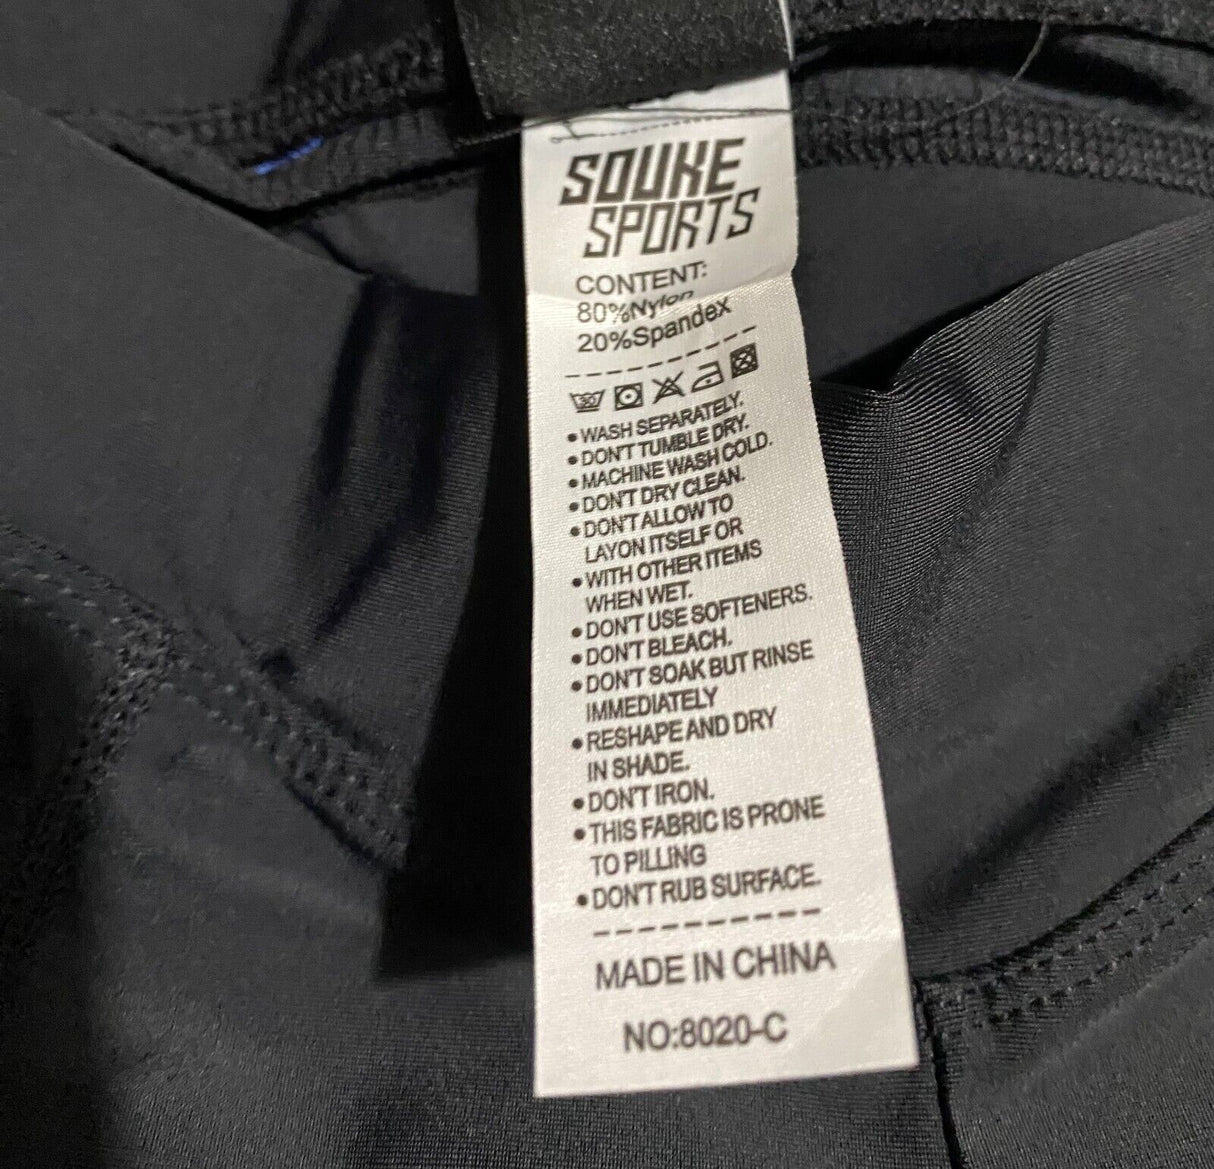 SOUKE
SPORTS
CONTENT:
80%Nylon
20%Spandex
30
•WASH SEPARATELY.
•DON'T TUMBLE DRY.
•MACHINE WASH COLD.
•DON'T DRY CLEAN.
•DON'T ALLOW TO
LAYON ITSELF OR
•WITH OTHER ITEMS
WHEN WET.
•DON'T USE SOFTENERS.
•DON'T BLEACH.
•DON'T SOAK BUT RINSE
IMMEDIATELY
•RESHAPE AND DRY
IN SHADE.
•DON'T IRON.
•THIS FABRIC IS PRONE
TO PILLING
•DON'T RUB SURFACE.
MADE IN CHINA
NO:8020-C